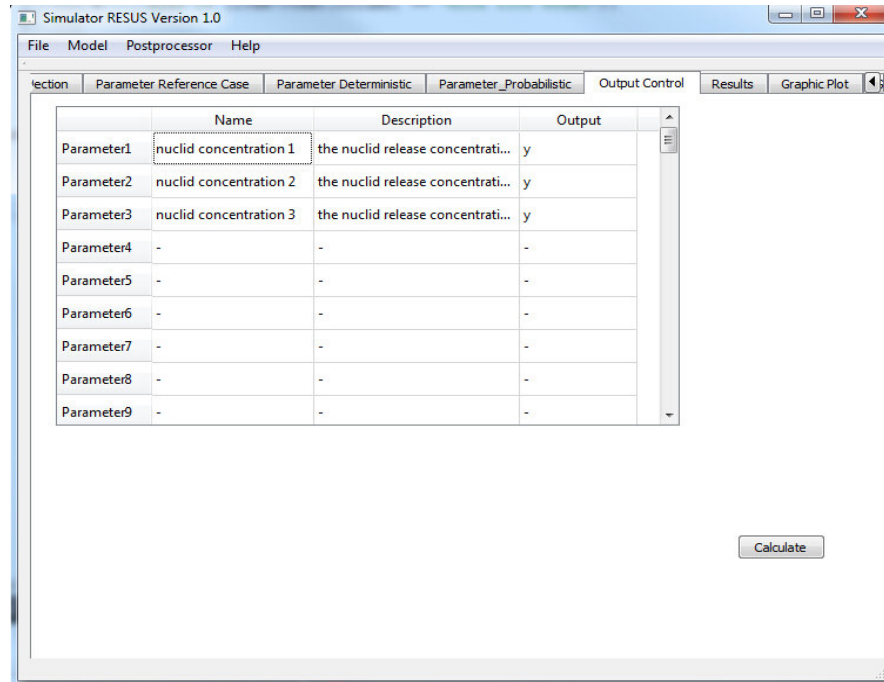 Simulator RESUS Version 1.0
File Model Postprocessor Help
Parameter Reference Case Parameter Deterministic Parameter_Probabilistic Output Control Results Graphic Plot
Name Description Output
Parameter1 nuclid concentration 1 the nuclid release concentrati... y
Parameter2 nuclid concentration 2 the nuclid release concentrati... y
Parameter3 nuclid concentration 3 the nuclid release concentrati... y
Parameter4 - - -
Parameter5 - - -
Parameter6 - - -
Parameter7 - - -
Parameter8 - - -
Parameter9 - - -
Calculate